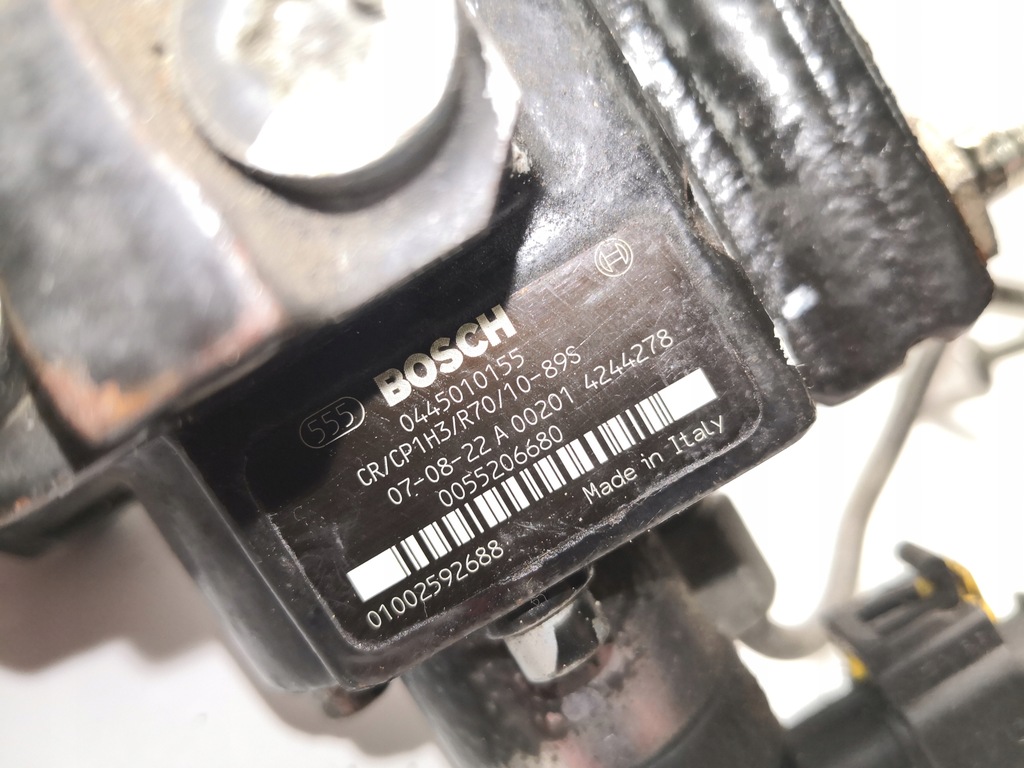 555 BOSCH
0445010155
CR/CP1H3/R70/10-89S
07-08-22 A 00201 4244278
0055206680
Made in Italy
01002592688